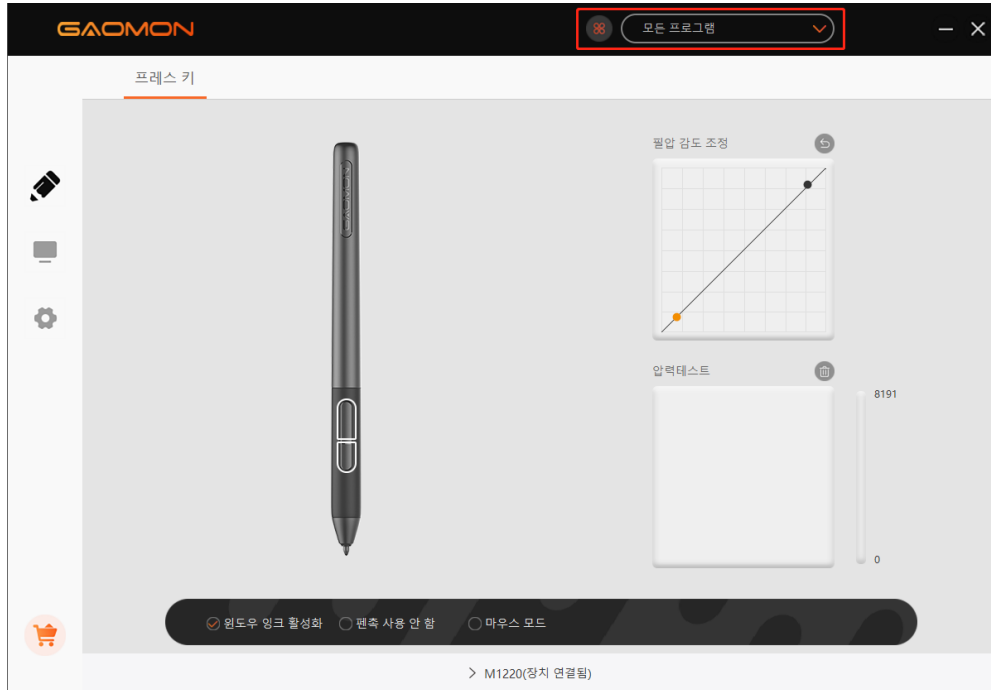 GAOMON
모든 프로그램
프레스 키
필압 감도 조정
GAOMON
압력테스트
8191
0
윈도우 잉크 활성화 펜촉 사용 안 함 마우스 모드
M1220(장치 연결됨)